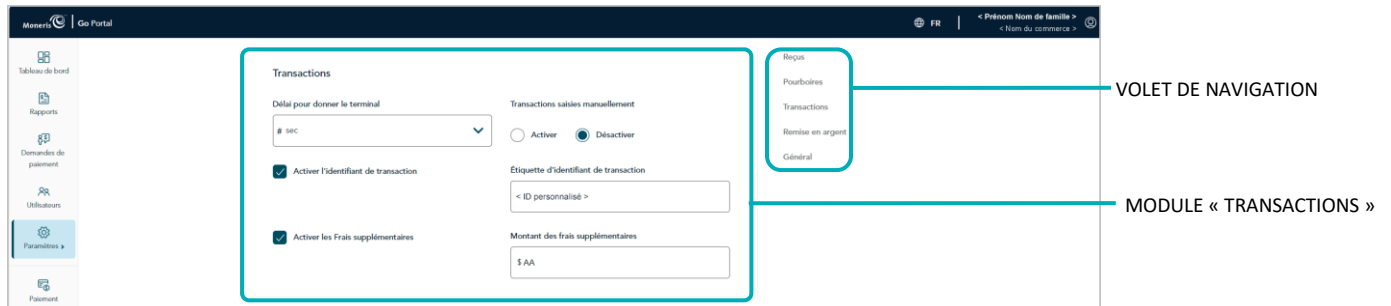 Moneris Go Portal
FR
< Prénom Nom de famille >
< Nom du commerce >
Tableau de bord
Rapports
Demandes de
paiement
Utilisateurs
Paramètres
Paiement
Transactions
Délai pour donner le terminal
# sec
Transactions saisies manuellement
Activer Désactiver
Activer l'identifiant de transaction
Étiquette d'identifiant de transaction
< ID personnalisé >
Activer les Frais supplémentaires
Montant des frais supplémentaires
$ AA
Reçus
Pourboires
Transactions
Remise en argent
Général
VOLET DE NAVIGATION
MODULE « TRANSACTIONS »